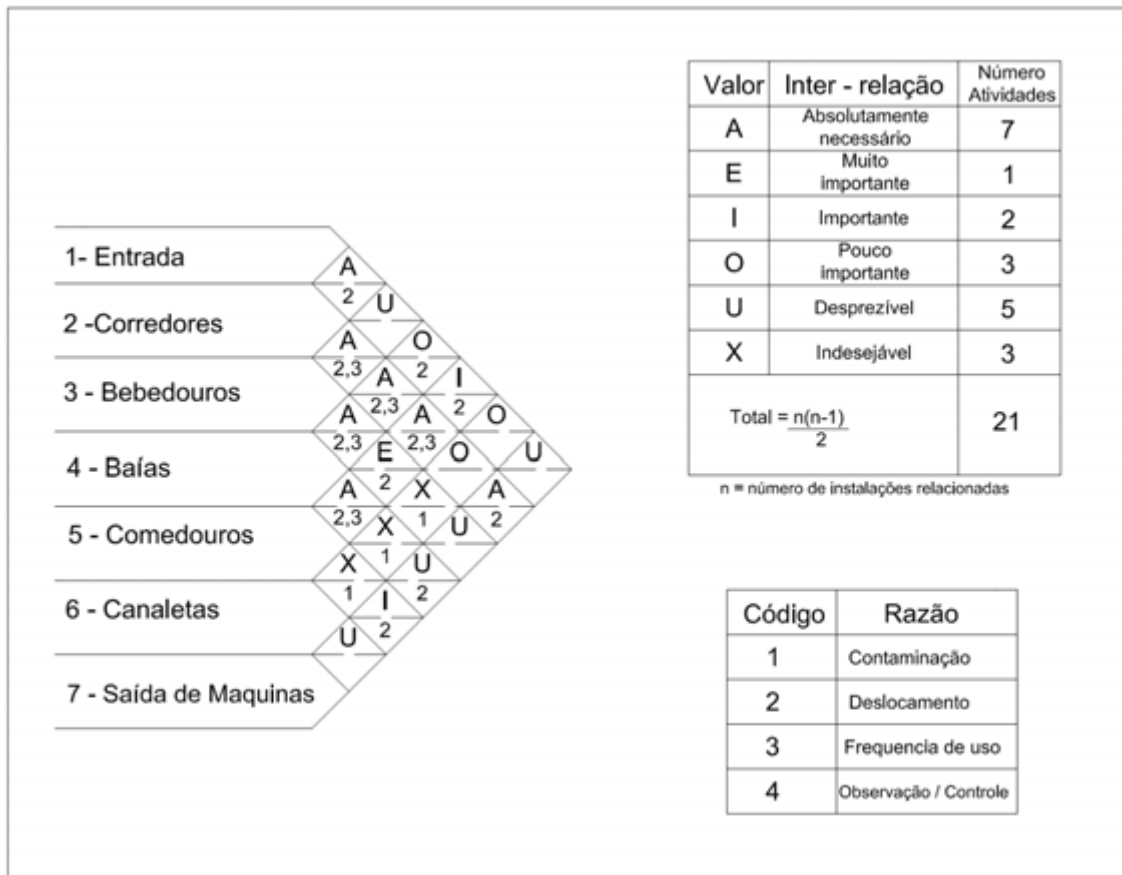 1- Entrada
A
2 U
2 -Corredores
A O
2,3 2
A I
3 - Bebedouros
2,3 2
A A O
2,3 2,3
E O U
4 - Baías
2
A X A
2,3 1 2
X U
5 - Comedouros
1
X U
1 2
I
6 - Canaletas
2
U
7 - Saída de Maquinas
Valor Inter - relação Número
Atividades
A Absolutamente
necessário 7
E Muito
importante 1
I Importante 2
O Pouco
importante 3
U Desprezível 5
X Indesejável 3
Total = n(n-1) 21
2
n = número de instalações relacionadas
Código Razão
1 Contaminação
2 Deslocamento
3 Frequencia de uso
4 Observação / Controle